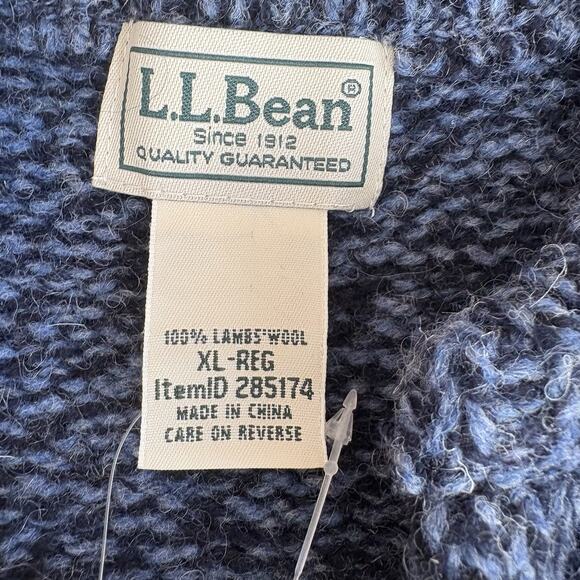 L.L.Bean®
Since 1912
QUALITY GUARANTEED
100% LAMBS'WOOL
XL-REG
ItemID 285174
MADE IN CHINA
CARE ON REVERSE